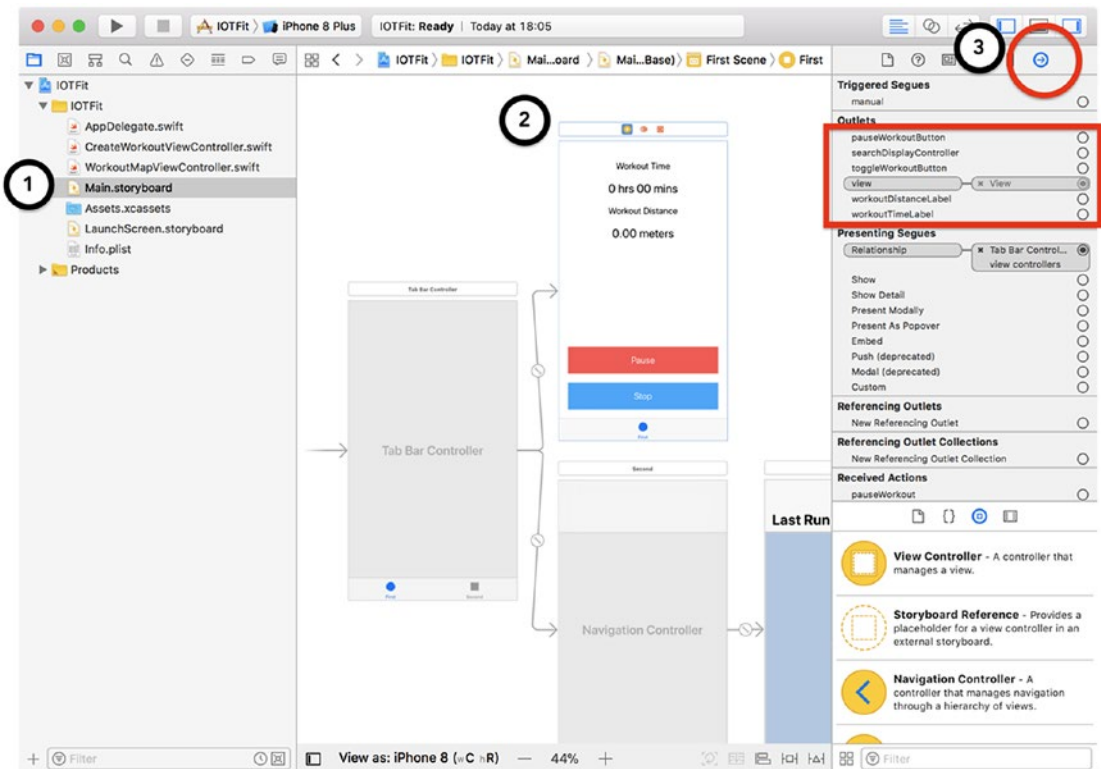 IOTFit
iPhone 8 Plus
IOTFit: Ready | Today at 18:05
3
IOTFit
IOTFit
Mai...oard
Mai...Base)
First Scene
First
IOTFit
IOTFit
AppDelegate.swift
CreateWorkoutViewController.swift
WorkoutMapViewController.swift
1
Main.storyboard
Assets.xcassets
LaunchScreen.storyboard
Info.plist
Products
Filter
2
Workout Time
0 hrs 00 mins
Workout Distance
0.00 meters
Pause
Stop
First
Tab Bar Controller
Tab Bar Controller
First
Second
Second
Navigation Controller
Last Run
View as: iPhone 8 (wC hR)
— 44% +
Triggered Segues
manual
Outlets
pauseWorkoutButton
searchDisplayController
toggleWorkoutButton
view
View
workoutDistanceLabel
workoutTimeLabel
Presenting Segues
Relationship
Tab Bar Control...
view controllers
Show
Show Detail
Present Modally
Present As Popover
Embed
Push (deprecated)
Modal (deprecated)
Custom
Referencing Outlets
New Referencing Outlet
Referencing Outlet Collections
New Referencing Outlet Collection
Received Actions
pauseWorkout
{}
View Controller - A controller that
manages a view.
Storyboard Reference - Provides a
placeholder for a view controller in an
external storyboard.
Navigation Controller - A
controller that manages navigation
through a hierarchy of views.
Filter